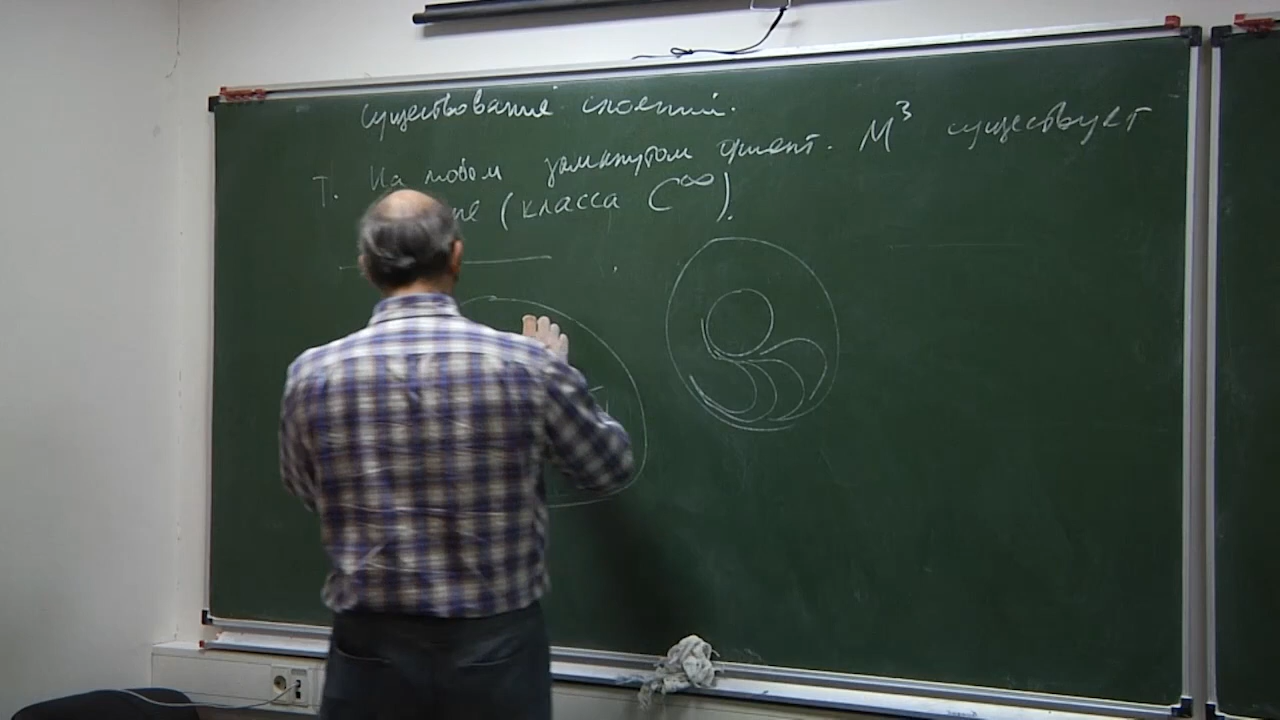 Существование слоений.
Т. На любом замкнутом ориент. M³ существует
(класса C∞).